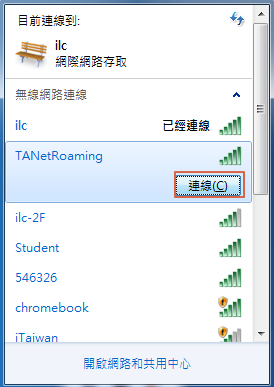 目前連線到:
ilc
網際網路存取
無線網路連線
ilc 已經連線
TANetRoaming
連線(C)
ilc-2F
Student
546326
chromebook
iTaiwan
開啟網路和共用中心